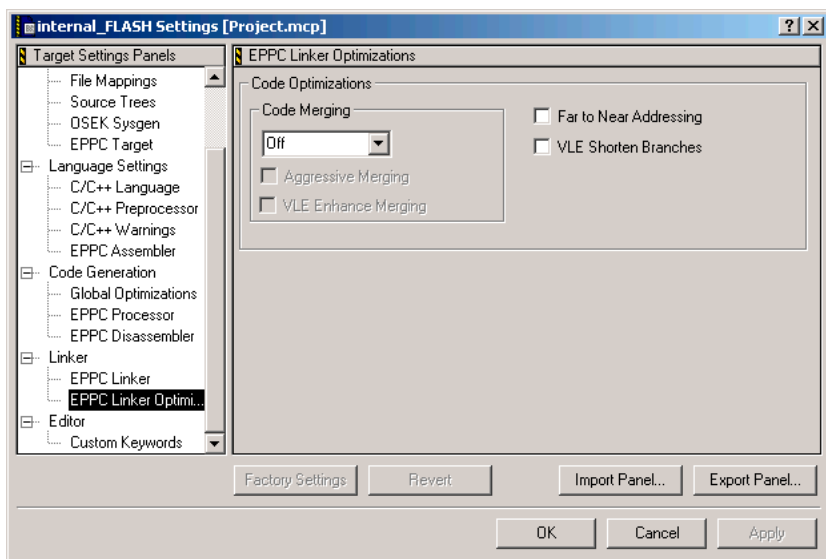 internal_FLASH Settings [Project.mcp]
Target Settings Panels
File Mappings
Source Trees
OSEK Sysgen
EPPC Target
Language Settings
C/C++ Language
C/C++ Preprocessor
C/C++ Warnings
EPPC Assembler
Code Generation
Global Optimizations
EPPC Processor
EPPC Disassembler
Linker
EPPC Linker
EPPC Linker Optimi...
Editor
Custom Keywords
EPPC Linker Optimizations
Code Optimizations
Code Merging
Off
Aggressive Merging
VLE Enhance Merging
Far to Near Addressing
VLE Shorten Branches
Factory Settings
Revert
Import Panel...
Export Panel...
OK
Cancel
Apply